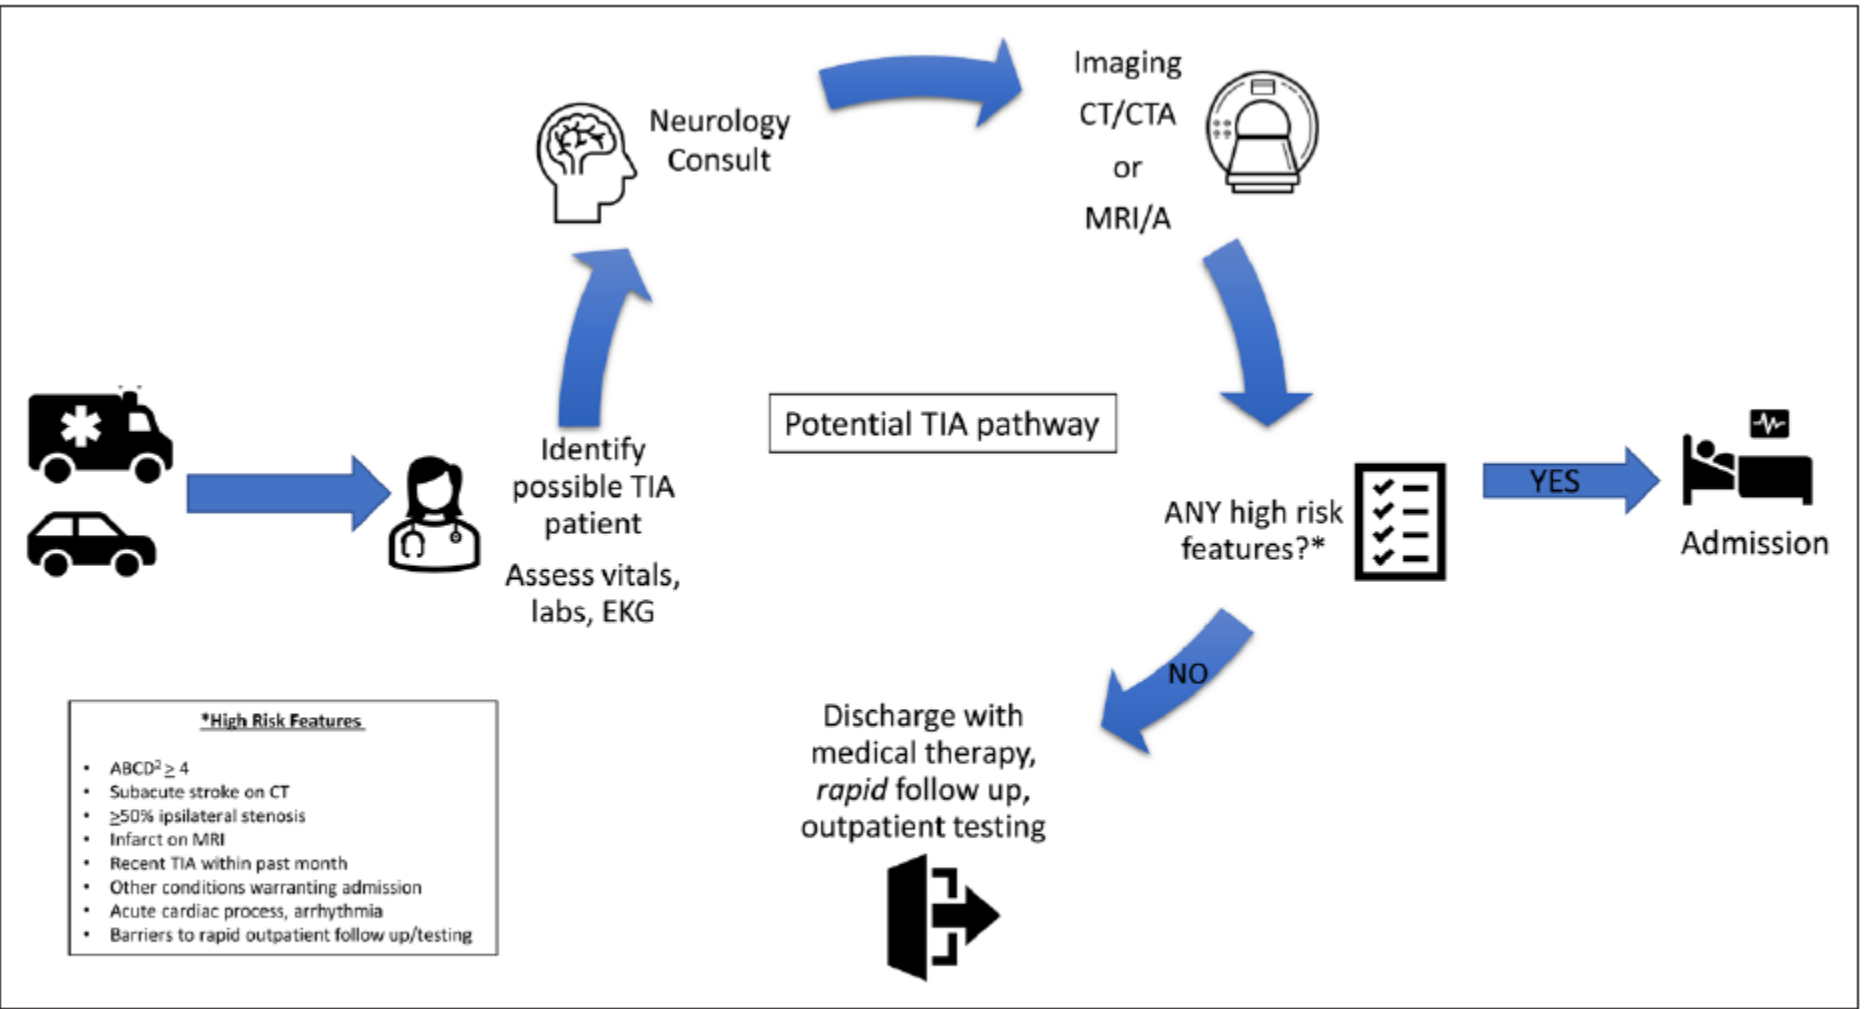 Identify
possible TIA
patient
Assess vitals,
labs, EKG
Neurology
Consult
Imaging
CT/CTA
or
MRI/A
Potential TIA pathway
ANY high risk
features?*
YES
Admission
NO
Discharge with
medical therapy,
rapid follow up,
outpatient testing
*High Risk Features
• ABCD² ≥ 4
• Subacute stroke on CT
• ≥50% ipsilateral stenosis
• Infarct on MRI
• Recent TIA within past month
• Other conditions warranting admission
• Acute cardiac process, arrhythmia
• Barriers to rapid outpatient follow up/testing